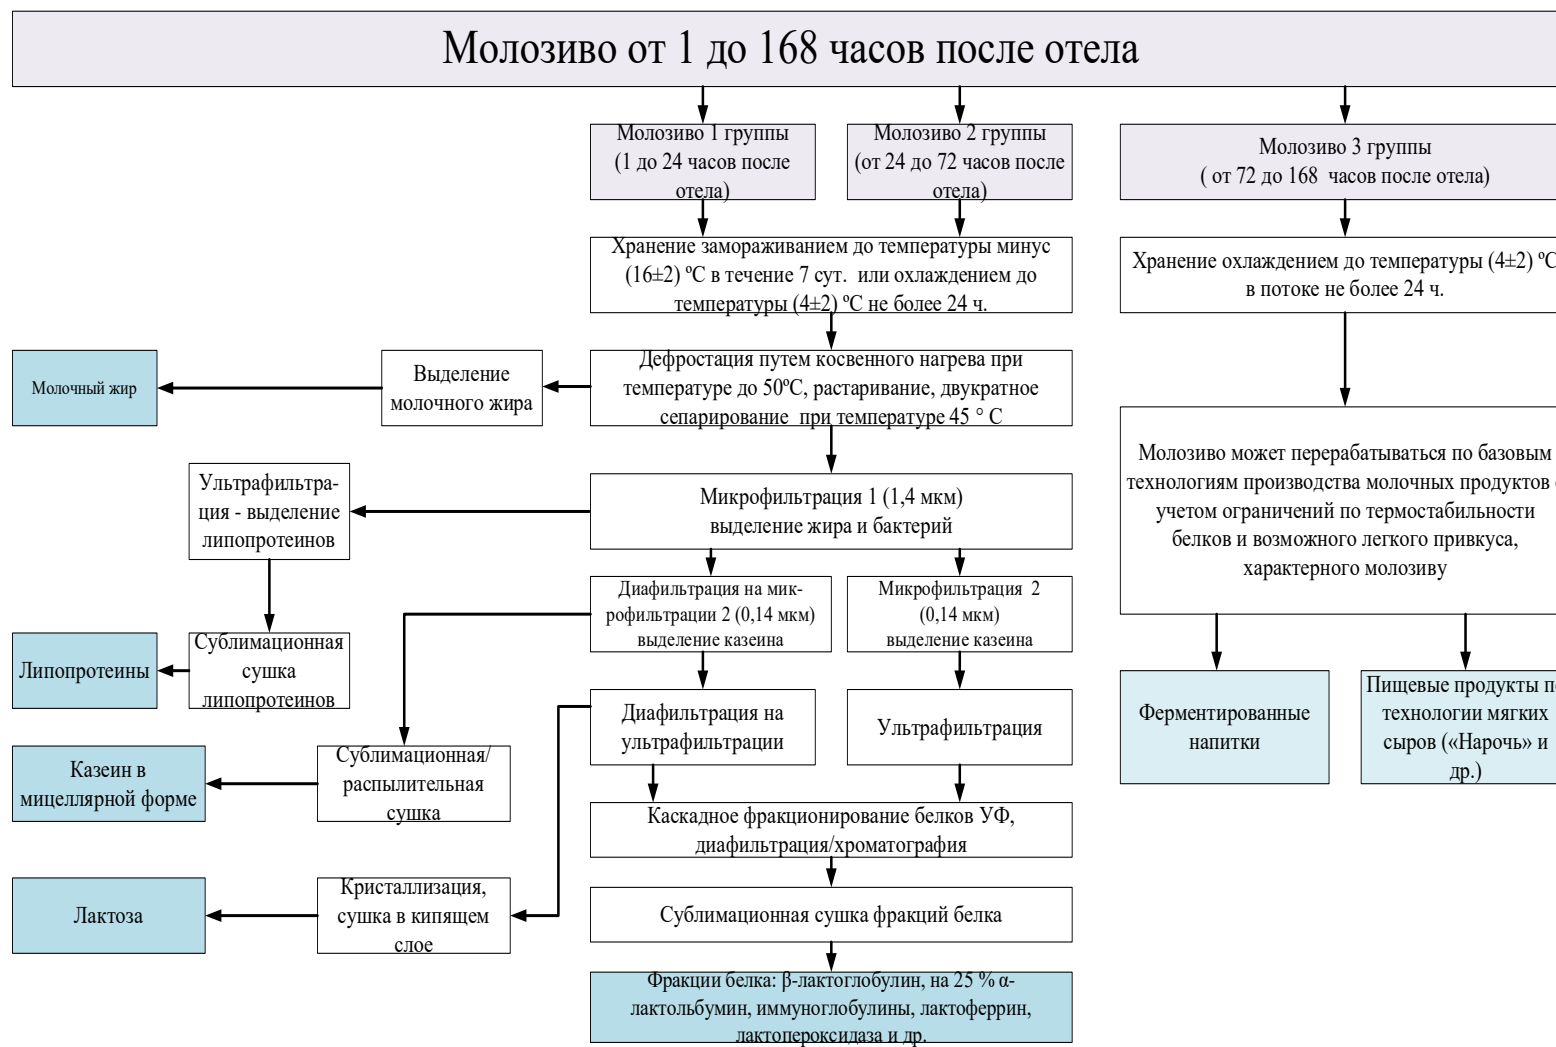 Молозиво от 1 до 168 часов после отела
Молозиво 1 группы
(1 до 24 часов после
отела)
Молозиво 2 группы
(от 24 до 72 часов после
отела)
Молозиво 3 группы
( от 72 до 168 часов после отела)
Хранение замораживанием до температуры минус
(16±2) ºС в течение 7 сут. или охлаждением до
температуры (4±2) ºС не более 24 ч.
Хранение охлаждением до температуры (4±2) ºС
в потоке не более 24 ч.
Молочный жир
Выделение
молочного жира
Дефростация путем косвенного нагрева при
температуре до 50ºС, растаривание, двукратное
сепарирование при температуре 45 ° С
Молозиво может перерабатываться по базовым
технологиям производства молочных продуктов
учетом ограничений по термостабильности
белков и возможного легкого привкуса,
характерного молозиву
Ультрафильтра-
ция - выделение
липопротеинов
Микрофильтрация 1 (1,4 мкм)
выделение жира и бактерий
Диафильтрация на мик-
рофильтрации 2 (0,14 мкм)
выделение казеина
Микрофильтрация 2
(0,14 мкм)
выделение казеина
Липопротеины
Сублимационная
сушка
липопротеинов
Диафильтрация на
ультрафильтрации
Ультрафильтрация
Ферментированные
напитки
Пищевые продукты
технологии мягких
сыров («Нарочь» и
др.)
Казеин в
мицеллярной форме
Сублимационная/
распылительная
сушка
Каскадное фракционирование белков УФ,
диафильтрация/хроматография
Лактоза
Кристаллизация,
сушка в кипящем
слое
Сублимационная сушка фракций белка
Фракции белка: β-лактоглобулин, на 25 % α-
лактольбумин, иммуноглобулины, лактоферрин,
лактопероксидаза и др.